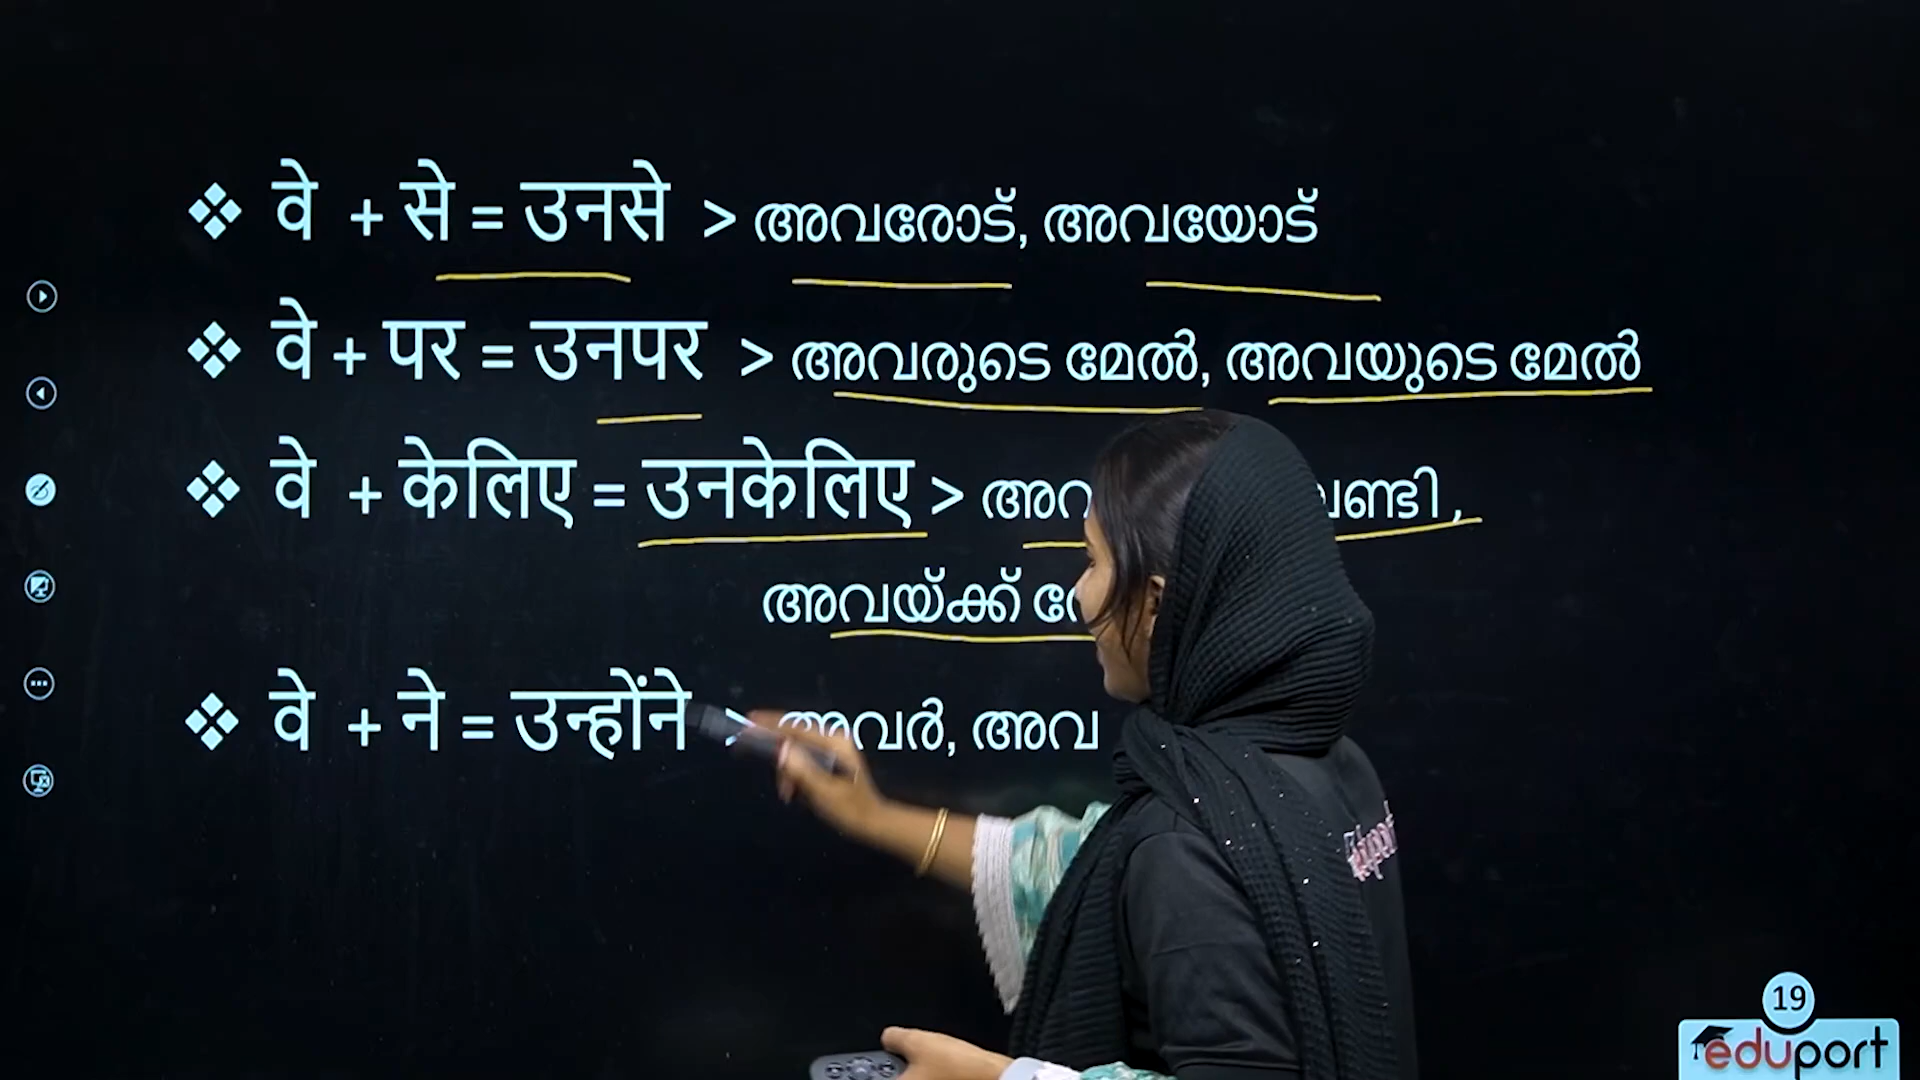 ❖ वे + से = उनसे > അവരോട്, അവയോട്
❖ वे + पर = उनपर > അവരുടെ മേൽ, അവയുടെ മേൽ
❖ वे + केलिए = उनकेलिए >
അവയ്ക്ക്
❖ वे + ने = उन्होंने > അവർ, അവ
19
eduport